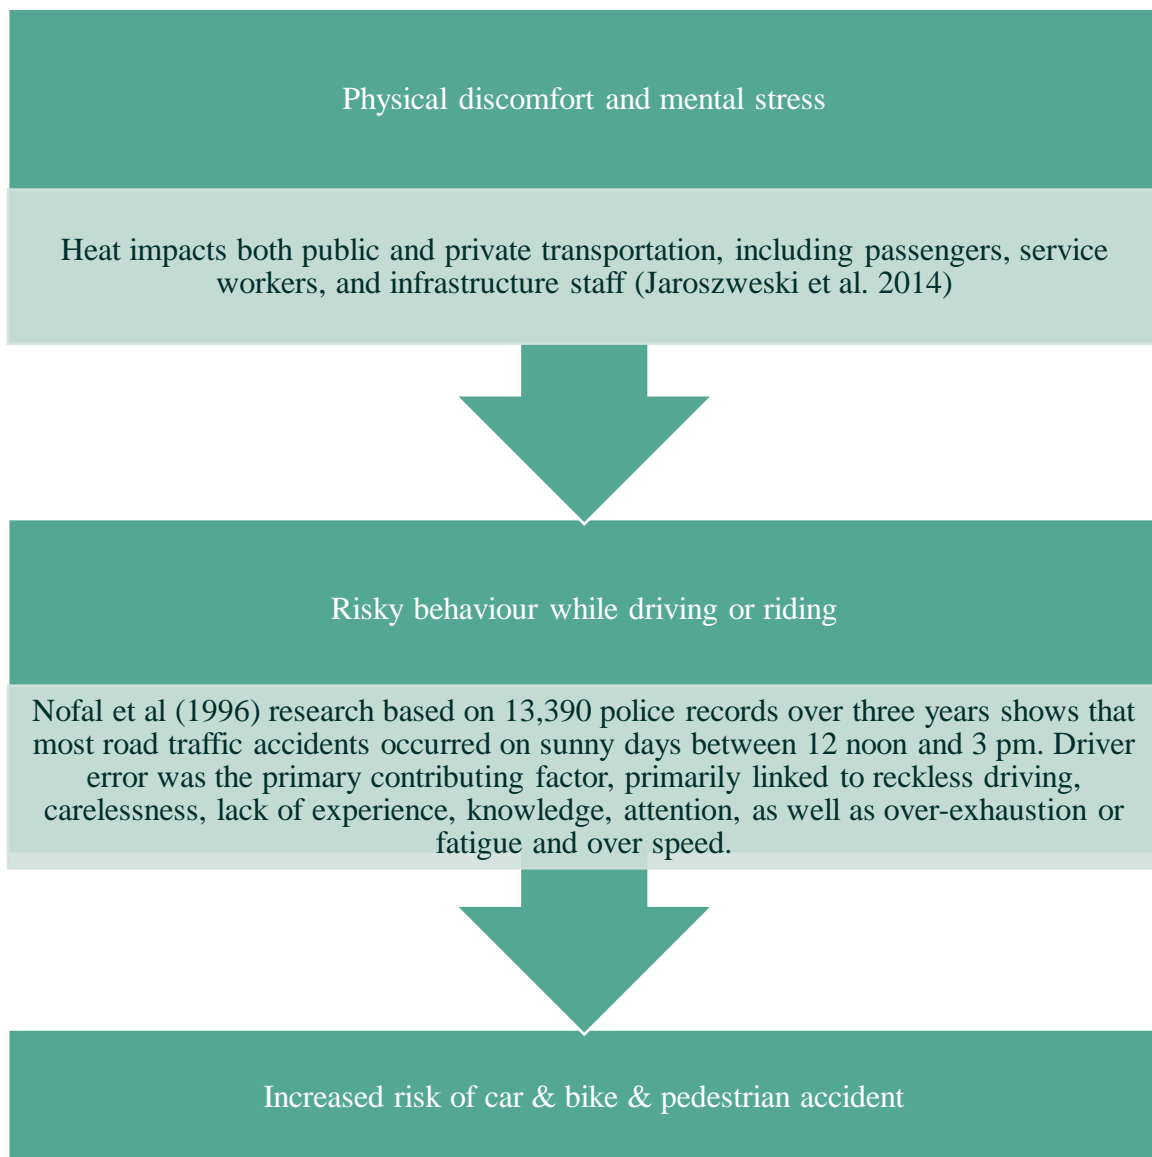 Physical discomfort and mental stress
Heat impacts both public and private transportation, including passengers, service
workers, and infrastructure staff (Jaroszweski et al. 2014)
Risky behaviour while driving or riding
Nofal et al (1996) research based on 13,390 police records over three years shows that
most road traffic accidents occurred on sunny days between 12 noon and 3 pm. Driver
error was the primary contributing factor, primarily linked to reckless driving,
carelessness, lack of experience, knowledge, attention, as well as over-exhaustion or
fatigue and over speed.
Increased risk of car & bike & pedestrian accident